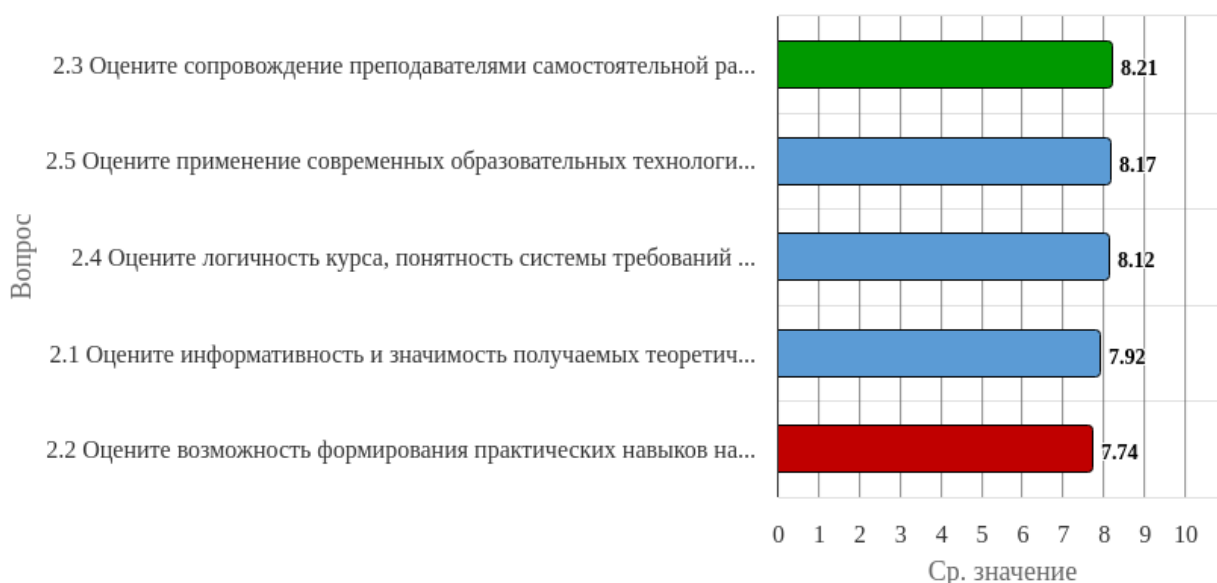 2.3 Оцените сопровождение преподавателями самостоятельной ра...
8.21
2.5 Оцените применение современных образовательных технологи...
8.17
2.4 Оцените логичность курса, понятность системы требований ...
8.12
2.1 Оцените информативность и значимость получаемых теоретич...
7.92
2.2 Оцените возможность формирования практических навыков на...
7.74
Вопрос
0 1 2 3 4 5 6 7 8 9 10
Ср. значение